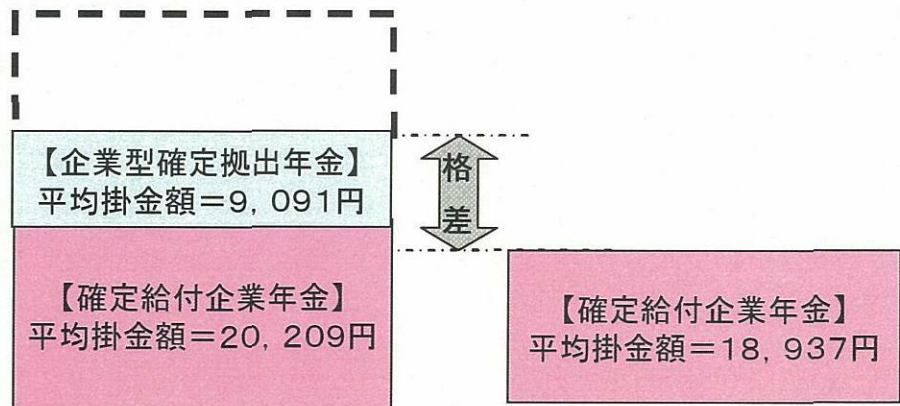 【企業型確定拠出年金】
平均掛金額=9,091円
格
差
【確定給付企業年金】
平均掛金額=20,209円
【確定給付企業年金】
平均掛金額=18,937円